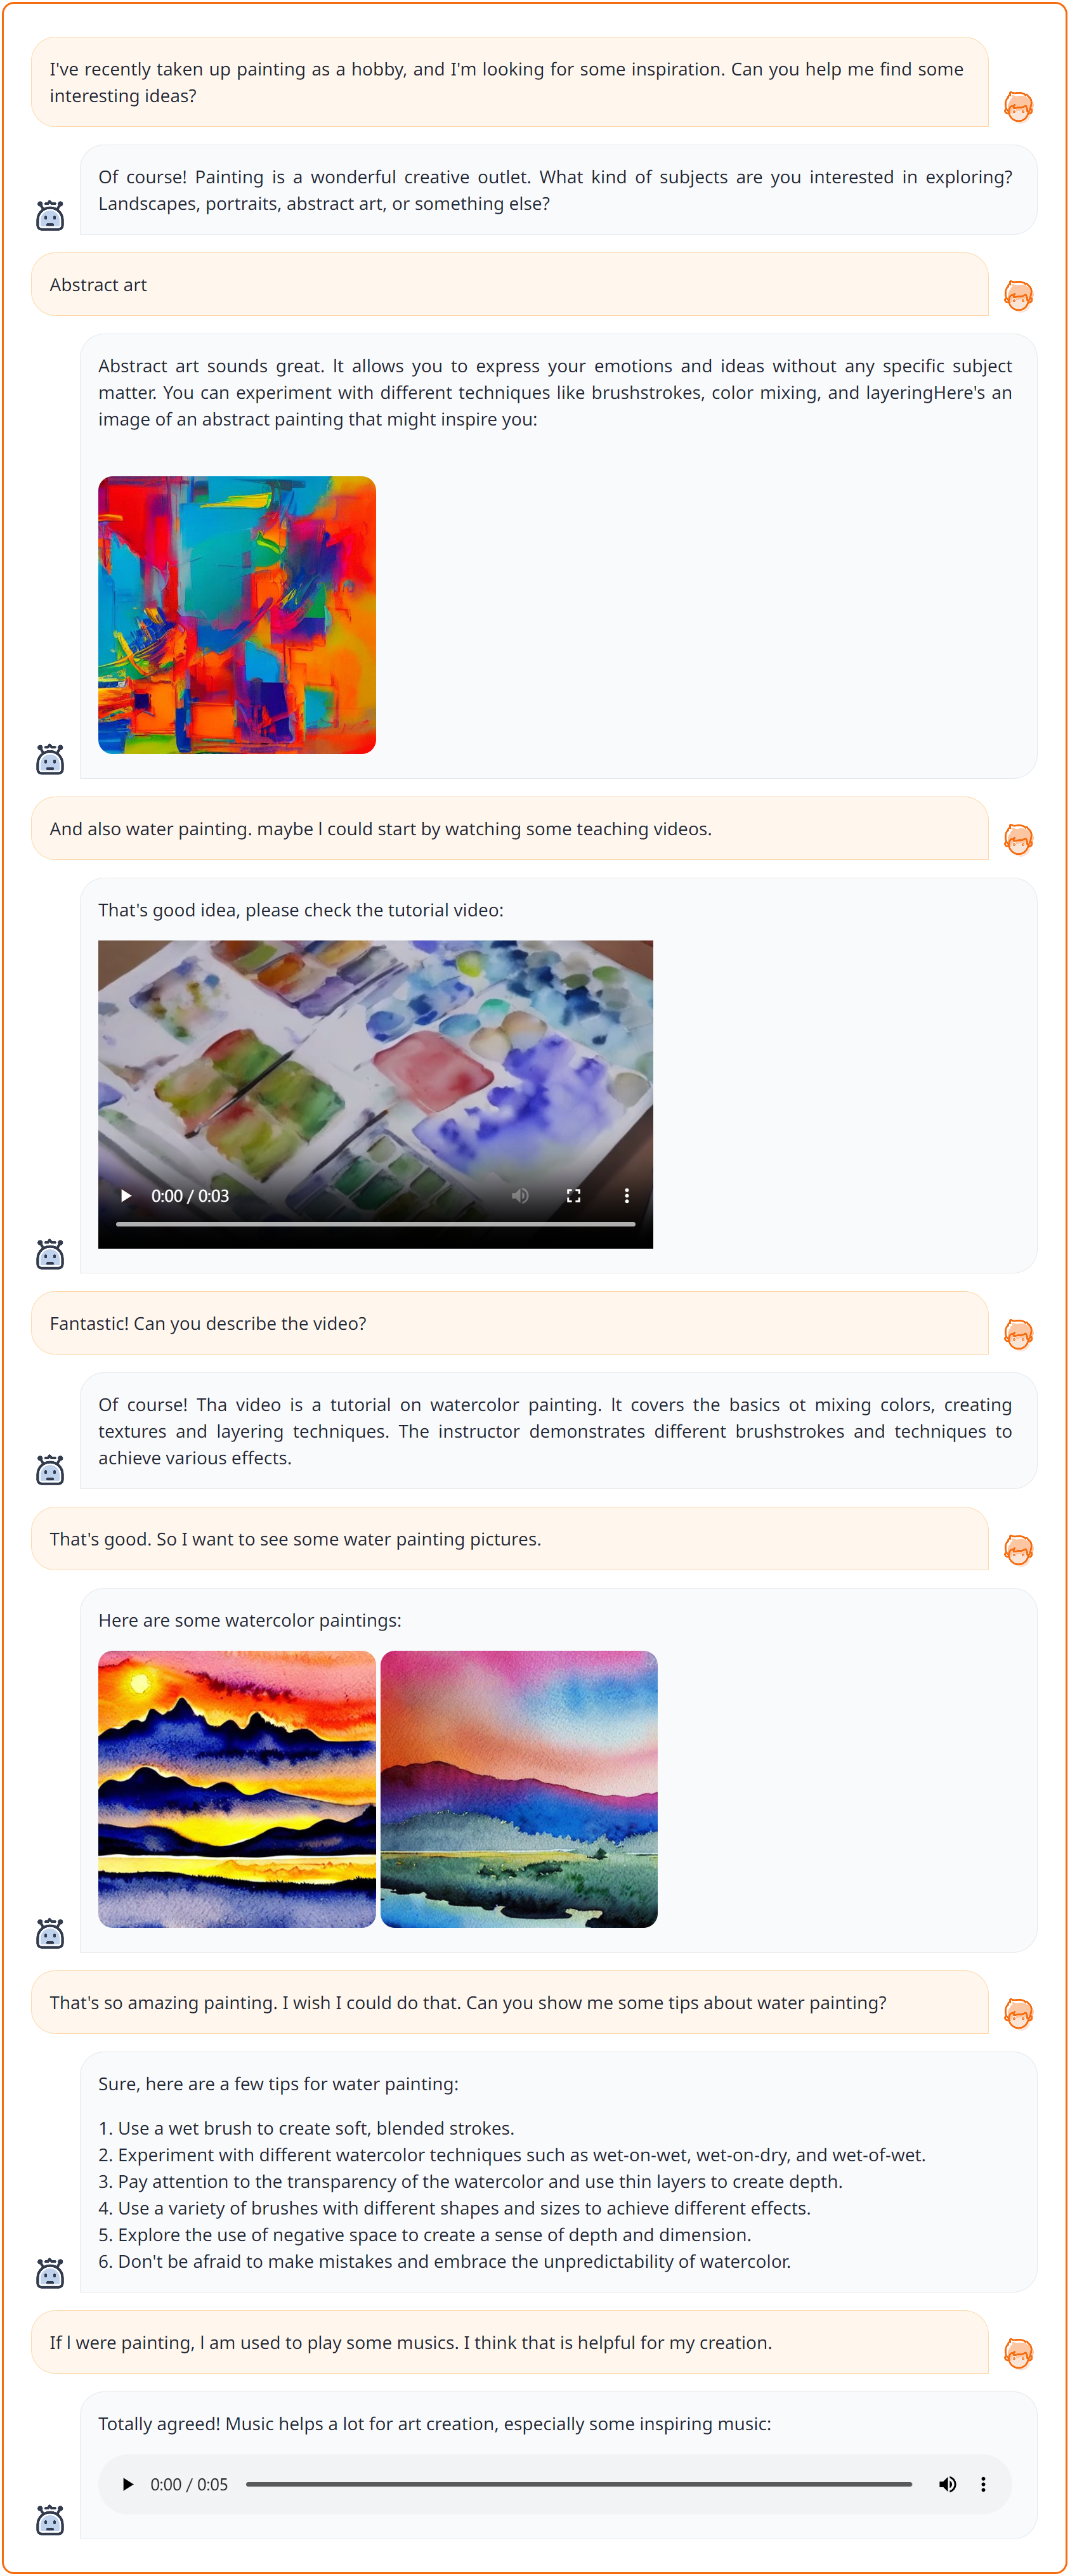 I've recently taken up painting as a hobby, and I'm looking for some inspiration. Can you help me find some
interesting ideas?
Of course! Painting is a wonderful creative outlet. What kind of subjects are you interested in exploring?
Landscapes, portraits, abstract art, or something else?
Abstract art
Abstract art sounds great. It allows you to express your emotions and ideas without any specific subject
matter. You can experiment with different techniques like brushstrokes, color mixing, and layeringHere's an
image of an abstract painting that might inspire you:
And also water painting. maybe l could start by watching some teaching videos.
That's good idea, please check the tutorial video:
0:00 / 0:03
Fantastic! Can you describe the video?
Of course! Tha video is a tutorial on watercolor painting. lt covers the basics ot mixing colors, creating
textures and layering techniques. The instructor demonstrates different brushstrokes and techniques to
achieve various effects.
That's good. So I want to see some water painting pictures.
Here are some watercolor paintings:
That's so amazing painting. I wish I could do that. Can you show me some tips about water painting?
Sure, here are a few tips for water painting:
1. Use a wet brush to create soft, blended strokes.
2. Experiment with different watercolor techniques such as wet-on-wet, wet-on-dry, and wet-of-wet.
3. Pay attention to the transparency of the watercolor and use thin layers to create depth.
4. Use a variety of brushes with different shapes and sizes to achieve different effects.
5. Explore the use of negative space to create a sense of depth and dimension.
6. Don't be afraid to make mistakes and embrace the unpredictability of watercolor.
If l were painting, l am used to play some musics. I think that is helpful for my creation.
Totally agreed! Music helps a lot for art creation, especially some inspiring music:
0:00 / 0:05